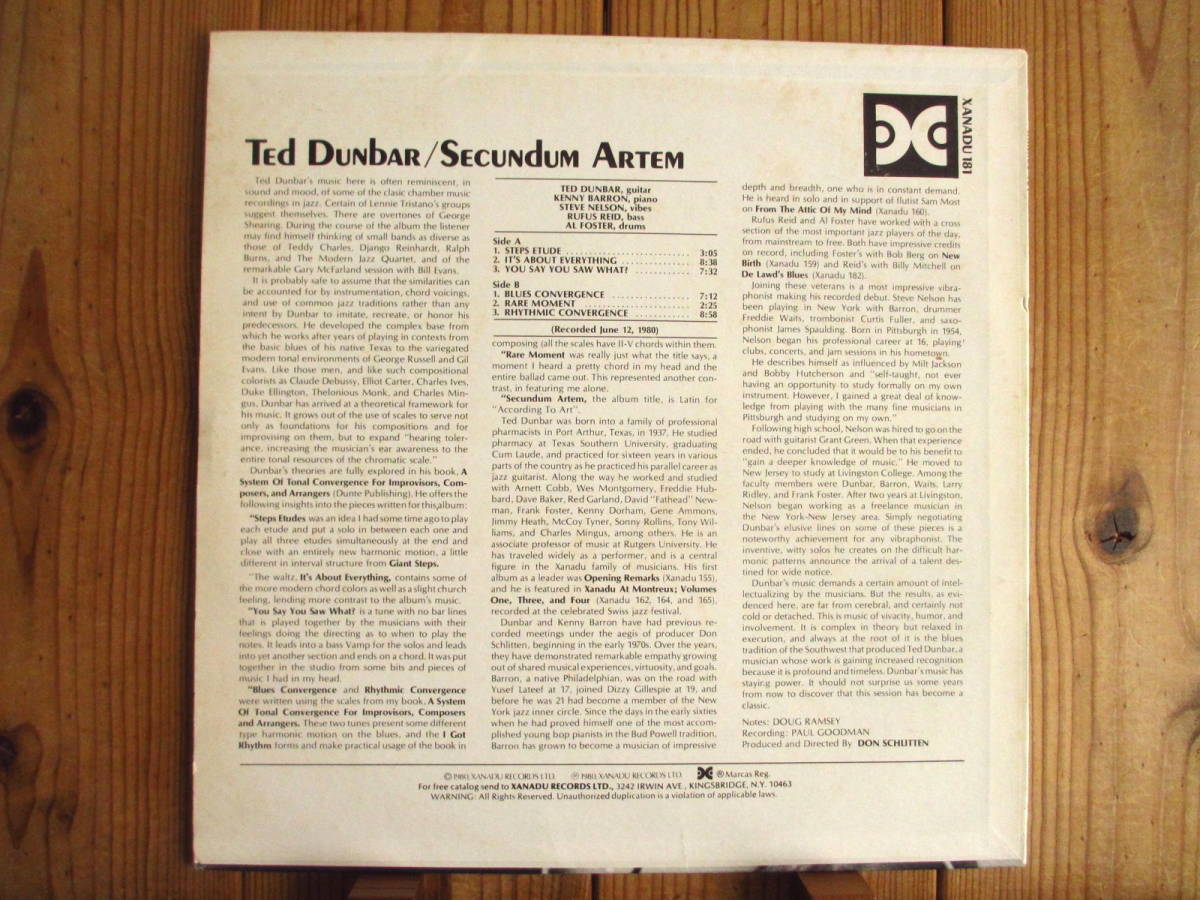 XANADU 181
TED DUNBAR/SECUNDUM ARTEM
Ted Dunbar's music here is often reminiscent, in
sound and mood, of some of the clasic chamber music
recordings in jazz. Certain of Lennie Tristano's groups
suggest themselves. There are overtones of George
Shearing. During the course of the album the listener
may find himself thinking of small bands as diverse as
those of Teddy Charles, Django Reinhardt, Ralph
Burns, and The Modern Jazz Quartet, and of the
remarkable Gary McFarland session with Bill Evans.
It is probably safe to assume that the similarities can
be accounted for by instrumentation, chord voicings,
and use of common jazz traditions rather than any
intent by Dunbar to imitate, recreate, or honor his
predecessors. He developed the complex base from
which he works after years of playing in contexts from
the basic blues of his native Texas to the variegated
modern tonal environments of George Russell and Gil
Evans. Like those men, and like such compositional
colorists as Claude Debussy, Elliot Carter, Charles Ives,
Duke Ellington, Thelonious Monk, and Charles Min-
gus, Dunbar has arrived at a theoretical framework for
his music. It grows out of the use of scales to serve not
only as foundations for his compositions and for
improvising on them, but to expand "hearing toler-
ance, increasing the musician's ear awareness to the
entire tonal resources of the chromatic scale."
Dunbar's theories are fully explored in his book, A
System Of Tonal Convergence For Improvisors, Com-
posers, and Arrangers (Dunte Publishing). He offers the
following insights into the pieces written for this album:
"Steps Etudes was an idea I had some time ago to play
each etude and put a solo in between each one and
play all three etudes simultaneously at the end and
close with an entirely new harmonic motion, a little
different in interval structure from Giant Steps.
"The waltz, It's About Everything, contains some of
the more modern chord colors as well as a slight church
feeling, lending more contrast to the album's music.
"You Say You Saw What? is a tune with no bar lines
that is played together by the musicians with their
feelings doing the directing as to when to play the
notes. It leads into a bass Vamp for the solos and leads
into yet another section and ends on a chord. It was put
together in the studio from some bits and pieces of
music I had in my head.
"Blues Convergence and Rhythmic Convergence
were written using the scales from my book, A System
Of Tonal Convergence For Improvisors, Composers
and Arrangers. These two tunes present some different
type harmonic motion on the blues, and the I Got
Rhythm forms and make practical usage of the book in
TED DUNBAR, guitar
KENNY BARRON, piano
STEVE NELSON, vibes
RUFUS REID, bass
AL FOSTER, drums
Side A
1. STEPS ETUDE 3:05
2. IT'S ABOUT EVERYTHING 8:38
3. YOU SAY YOU SAW WHAT? 7:32
Side B
1. BLUES CONVERGENCE 7:12
2. RARE MOMENT 2:25
3. RHYTHMIC CONVERGENCE 8:58
(Recorded June 12, 1980)
composing (all the scales have II-V chords within them.
"Rare Moment was really just what the title says, a
moment I heard a pretty chord in my head and the
entire ballad came out. This represented another con-
trast, in featuring me alone.
"Secundum Artem, the album title, is Latin for
"According To Art".
Ted Dunbar was born into a family of professional
pharmacists in Port Arthur, Texas, in 1937. He studied
pharmacy at Texas Southern University, graduating
Cum Laude, and practiced for sixteen years in various
parts of the country as he practiced his parallel career as
jazz guitarist. Along the way he worked and studied
with Arnett Cobb, Wes Montgomery, Freddie Hub-
bard, Dave Baker, Red Garland, David "Fathead" New-
man, Frank Foster, Kenny Dorham, Gene Ammons,
Jimmy Heath, McCoy Tyner, Sonny Rollins, Tony Wil-
liams, and Charles Mingus, among others. He is an
associate professor of music at Rutgers University. He
has traveled widely as a performer, and is a central
figure in the Xanadu family of musicians. His first
album as a leader was Opening Remarks (Xanadu 155),
and he is featured in Xanadu At Montreux; Volumes
One, Three, and Four (Xanadu 162, 164, and 165),
recorded at the celebrated Swiss jazz festival.
Dunbar and Kenny Barron have had previous re-
corded meetings under the aegis of producer Don
Schlitten, beginning in the early 1970s. Over the years,
they have demonstrated remarkable empathy growing
out of shared musical experiences, virtuosity, and goals.
Barron, a native Philadelphian, was on the road with
Yusef Lateef at 17, joined Dizzy Gillespie at 19, and
before he was 21 had become a member of the New
York jazz inner circle. Since the days in the early sixties
when he had proved himself one of the most accom-
plished young bop pianists in the Bud Powell tradition,
Barron has grown to become a musician of impressive
depth and breadth, one who is in constant demand.
He is heard in solo and in support of flutist Sam Most
on From The Attic Of My Mind (Xanadu 160).
Rufus Reid and Al Foster have worked with a cross
section of the most important jazz players of the day,
from mainstream to free. Both have impressive credits
on record, including Foster's with Bob Berg on New
Birth (Xanadu 159) and Reid's with Billy Mitchell on
De Lawd's Blues (Xanadu 182).
Joining these veterans is a most impressive vibra-
phonist making his recorded debut. Steve Nelson has
been playing in New York with Barron, drummer
Freddie Waits, trombonist Curtis Fuller, and saxo-
phonist James Spaulding. Born in Pittsburgh in 1954,
Nelson began his professional career at 16, playing
clubs, concerts, and jam sessions in his hometown.
He describes himself as influenced by Milt Jackson
and Bobby Hutcherson and "self-taught, not ever
having an opportunity to study formally on my own
instrument. However, I gained a great deal of know-
ledge from playing with the many fine musicians in
Pittsburgh and studying on my own."
Following high school, Nelson was hired to go on the
road with guitarist Grant Green. When that experience
ended, he concluded that it would be to his benefit to
"gain a deeper knowledge of music." He moved to
New Jersey to study at Livingston College. Among the
faculty members were Dunbar, Barron, Waits, Larry
Ridley, and Frank Foster. After two years at Livingston,
Nelson began working as a freelance musician in
the New York-New Jersey area. Simply negotiating
Dunbar's elusive lines on some of these pieces is a
noteworthy achievement for any vibraphonist. The
inventive, witty solos he creates on the difficult har-
monic patterns announce the arrival of a talent des-
tined for wide notice.
Dunbar's music demands a certain amount of intel-
lectualizing by the musicians. But the results, as evi-
denced here, are far from cerebral, and certainly not
cold or detached. This is music of vivacity, humor, and
involvement. It is complex in theory but relaxed in
execution, and always at the root of it is the blues
tradition of the Southwest that produced Ted Dunbar, a
musician whose work is gaining increased recognition
because it is profound and timeless. Dunbar's music has
staying power. It should not surprise us some years
from now to discover that this session has become a
classic.
Notes: DOUG RAMSEY
Recording: PAUL GOODMAN
Produced and Directed By DON SCHLITTEN
© 1980, XANADU RECORDS LTD. ℗ 1980, XANADU RECORDS LTD. ® Marcas Reg.
For free catalog send to XANADU RECORDS LTD., 3242 IRWIN AVE., KINGSBRIDGE, N.Y. 10463
WARNING: All Rights Reserved. Unauthorized duplication is a violation of applicable laws.